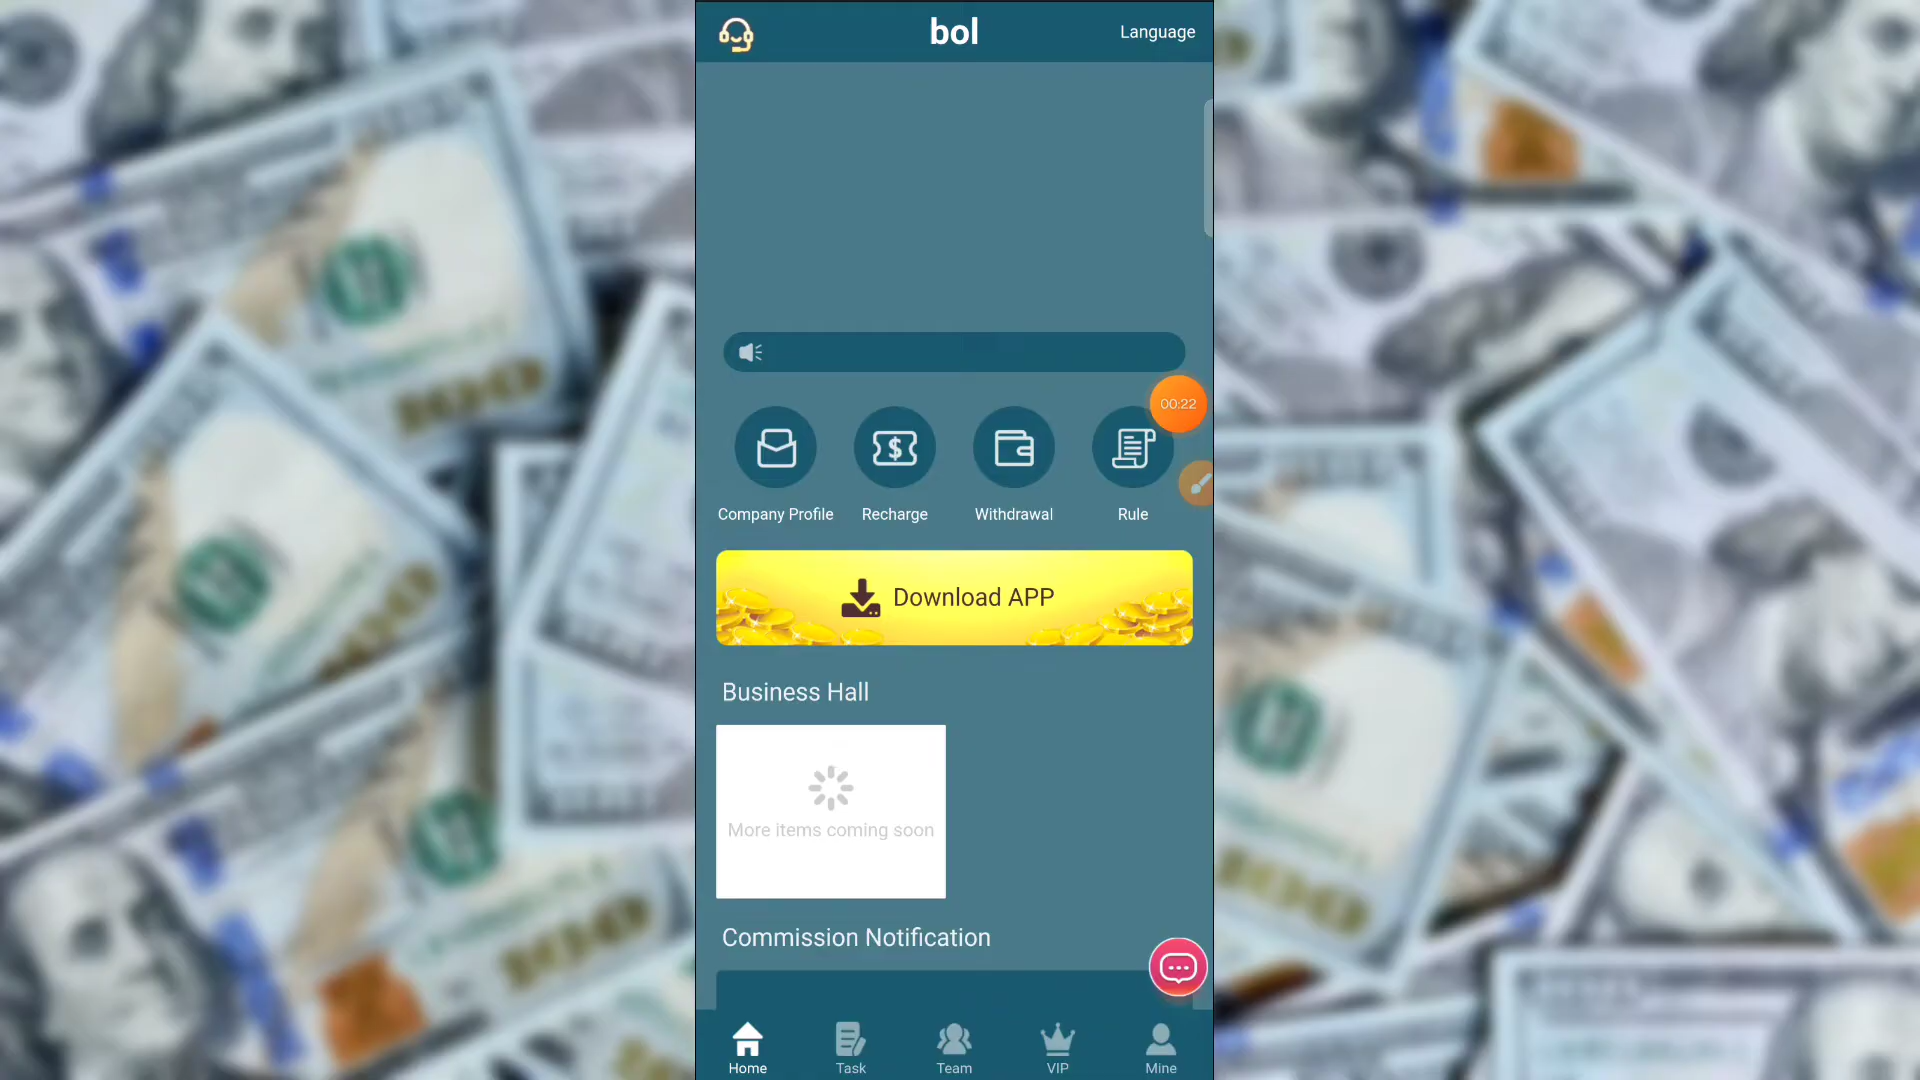 bol
Language
00:22
Company Profile
Recharge
Withdrawal
Rule
Download APP
Business Hall
More items coming soon
Commission Notification
Home
Task
Team
VIP
Mine